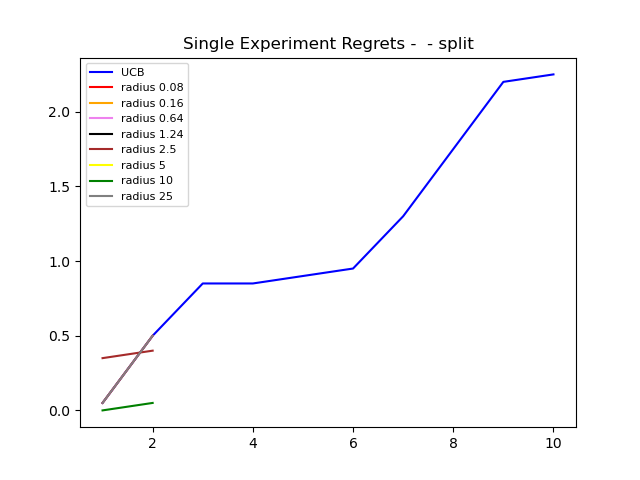 Single Experiment Regrets -  - split
UCB
radius 0.08
radius 0.16
radius 0.64
radius 1.24
radius 2.5
radius 5
radius 10
radius 25
2.0
1.5
1.0
0.5
0.0
2 4 6 8 10